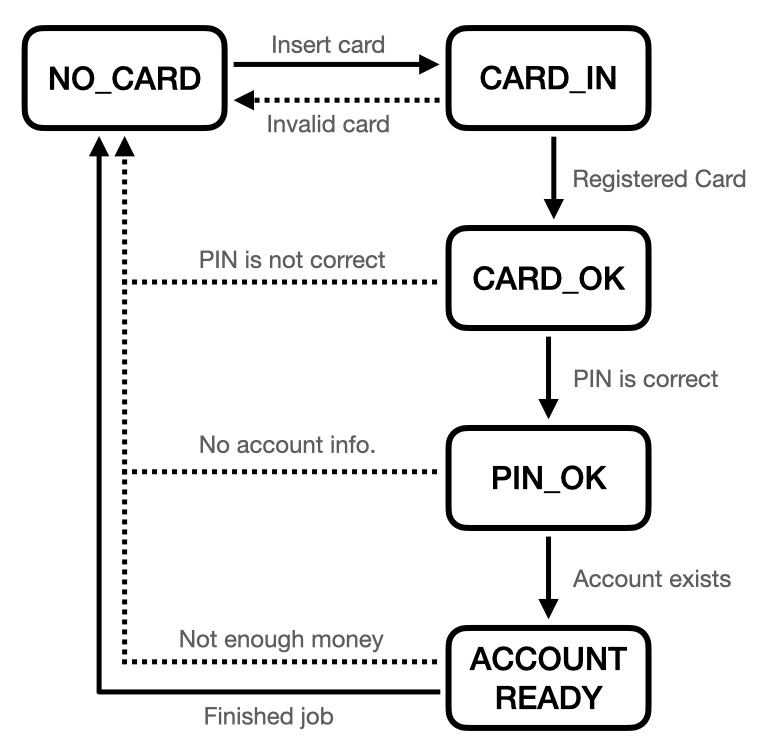 NO_CARD
Insert card
CARD_IN
Invalid card
Registered Card
PIN is not correct
CARD_OK
PIN is correct
No account info.
PIN_OK
Account exists
Not enough money
ACCOUNT
READY
Finished job